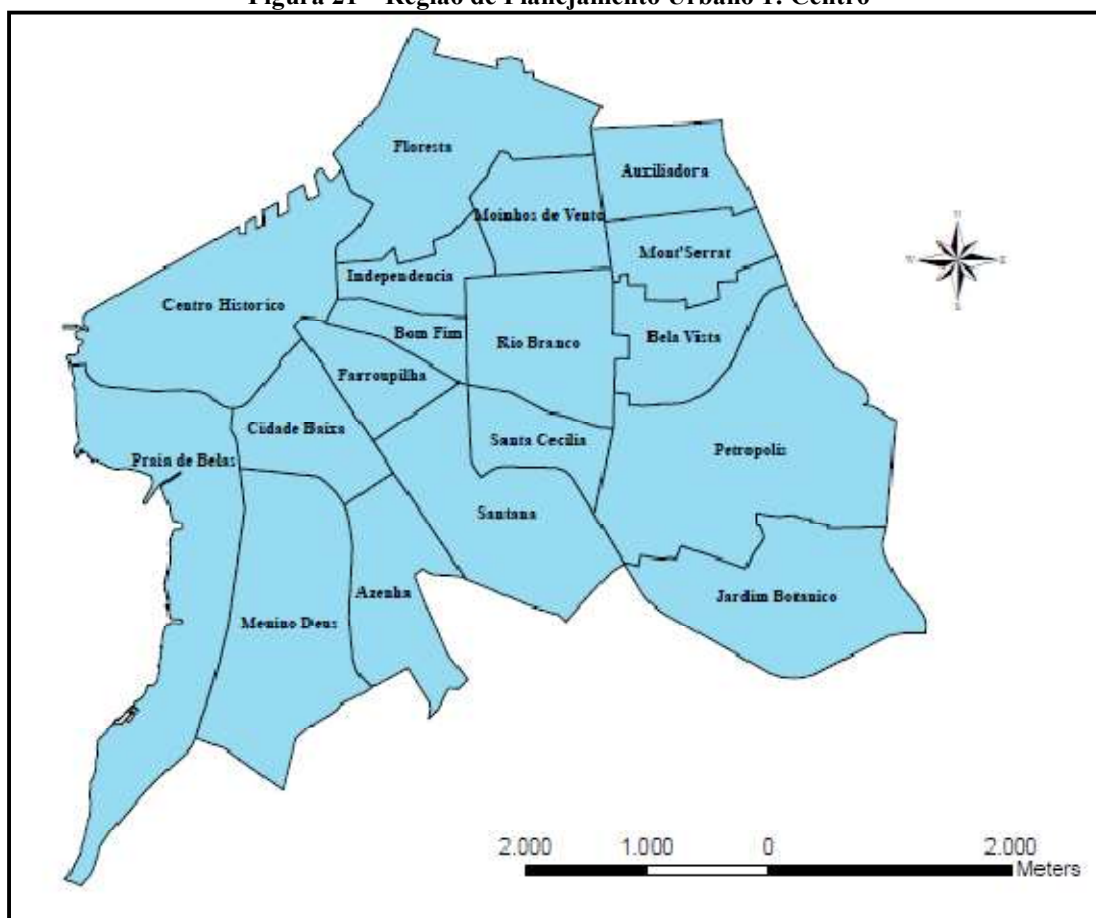 Figura 21 – Região de Planejamento Urbano 1: Centro
Floresta
Auxiliadora
Moinhos de Vento
Mont'Serrat
Independencia
Centro Historico
Bom Fim
Rio Branco
Bela Vista
Farroupilha
Cidade Baixa
Santa Cecilia
Petropolis
Praia de Belas
Santana
Azenha
Jardim Botanico
Menino Deus
N
W
E
S
2.000 1.000 0 2.000
Meters